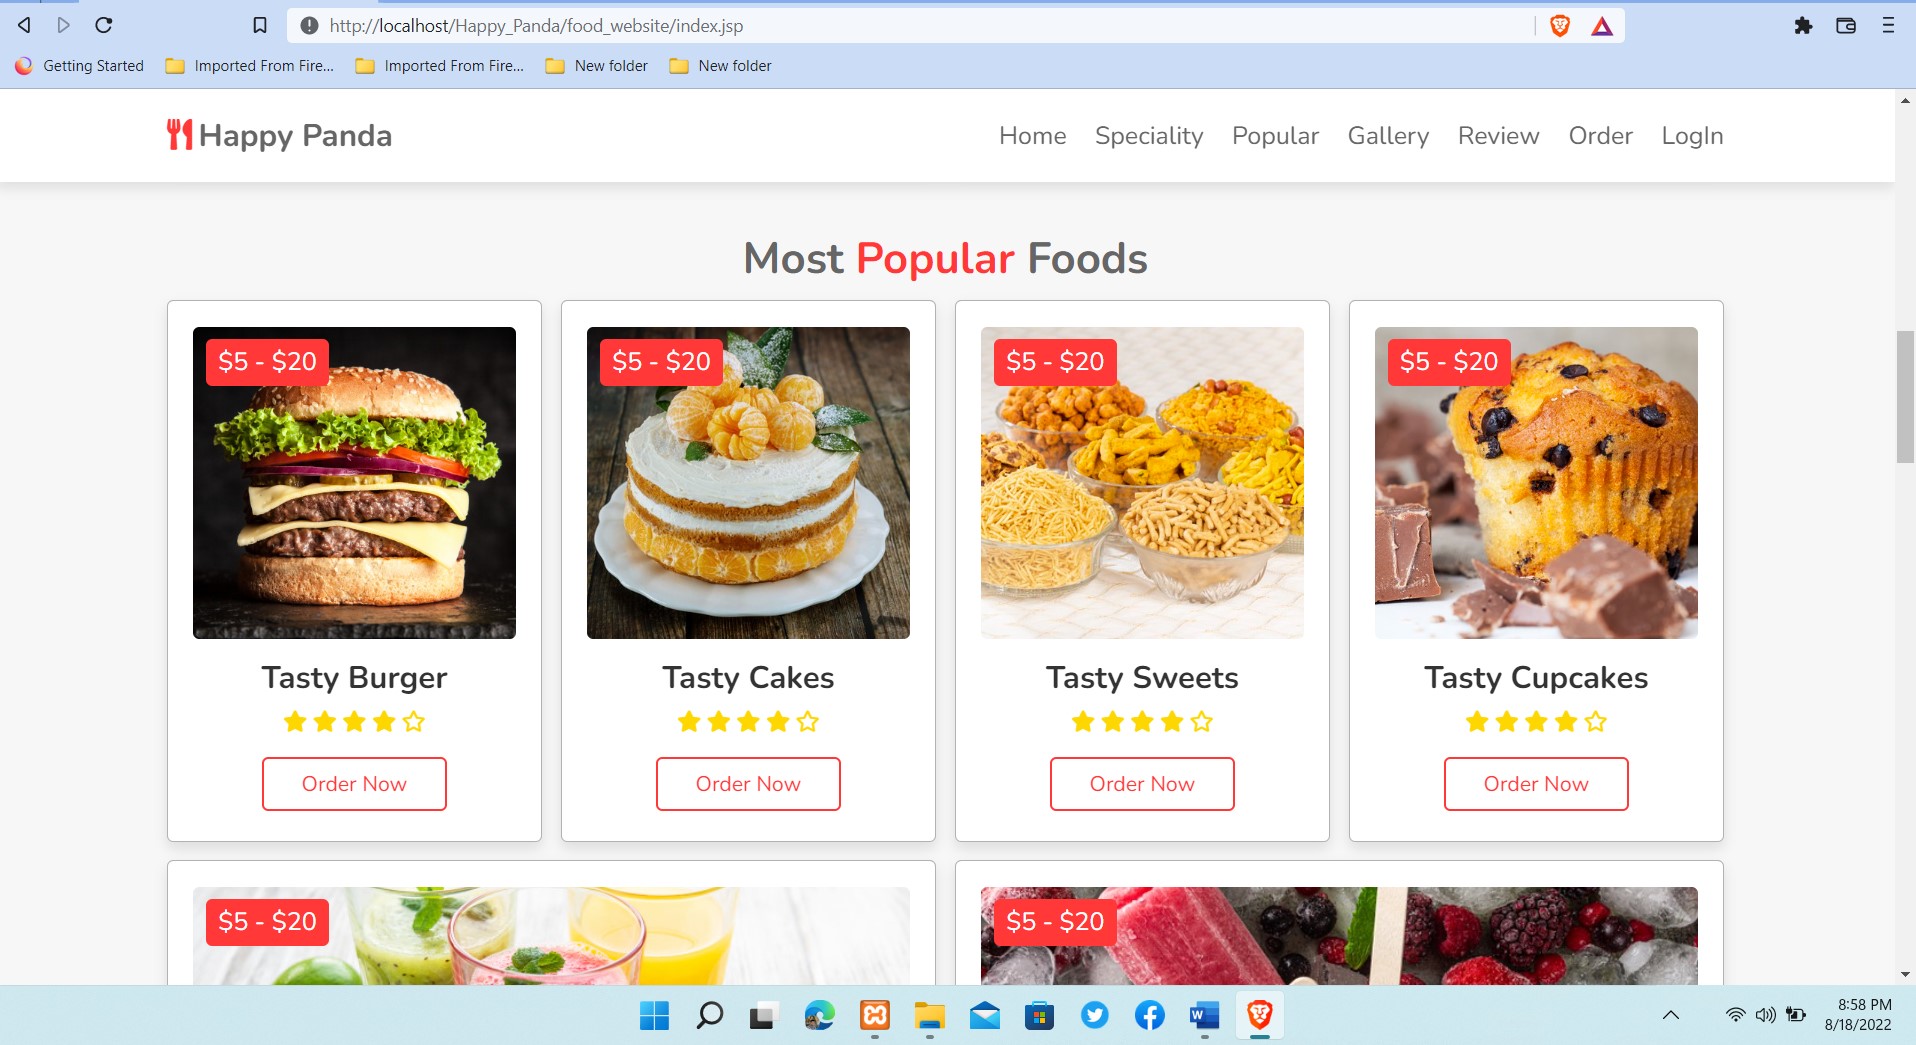 http://localhost/Happy_Panda/food_website/index.jsp
Getting Started Imported From Fire... Imported From Fire... New folder New folder
Happy Panda Home Speciality Popular Gallery Review Order LogIn
Most Popular Foods
$5 - $20 $5 - $20 $5 - $20 $5 - $20
Tasty Burger Tasty Cakes Tasty Sweets Tasty Cupcakes
Order Now Order Now Order Now Order Now
$5 - $20 $5 - $20
W
8:58 PM
8/18/2022